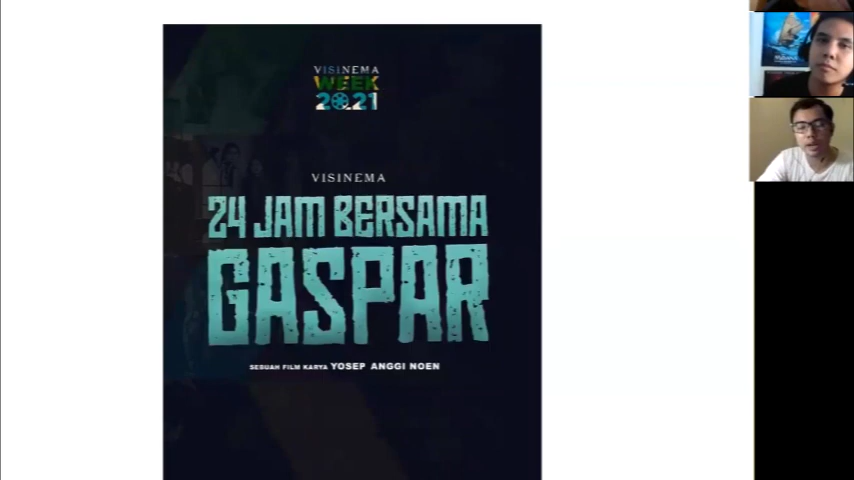 VISINEMA
WEEK
2021
VISINEMA
24 JAM BERSAMA
GASPAR
SEBUAH FILM KARYA YOSEP ANGGI NOEN